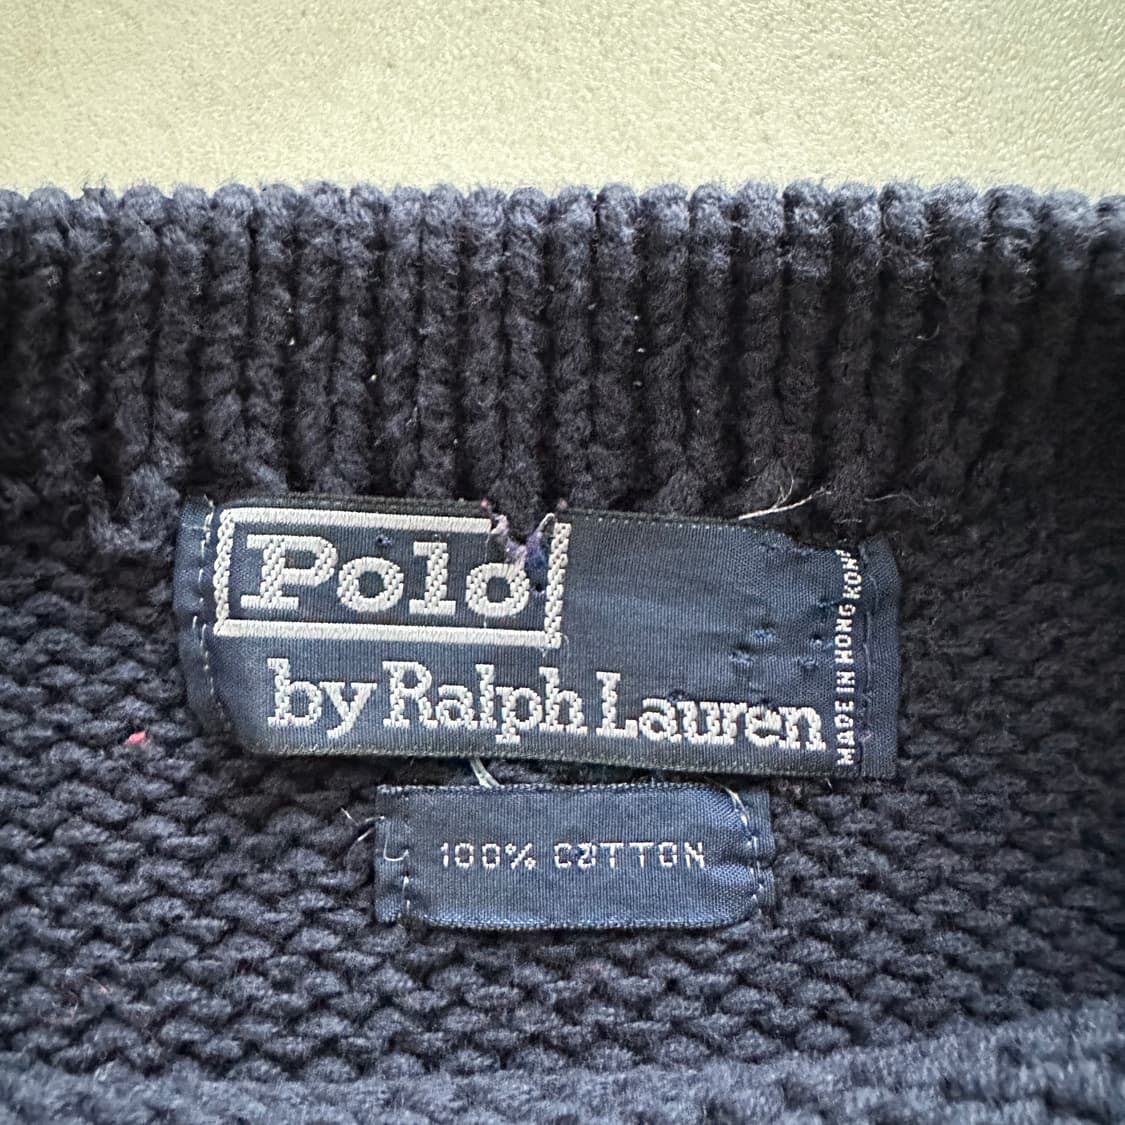 Polo
by Ralph Lauren
MADE IN HONG KONG
100% COTTON